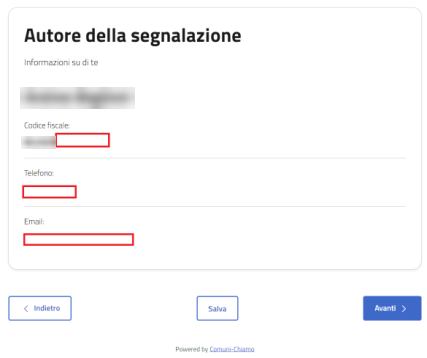 Autore della segnalazione
Informazioni su di te
Codice fiscale:
Telefono:
Email:
< Indietro
Salva
Avanti >
Powered by Comuni-Chiamo